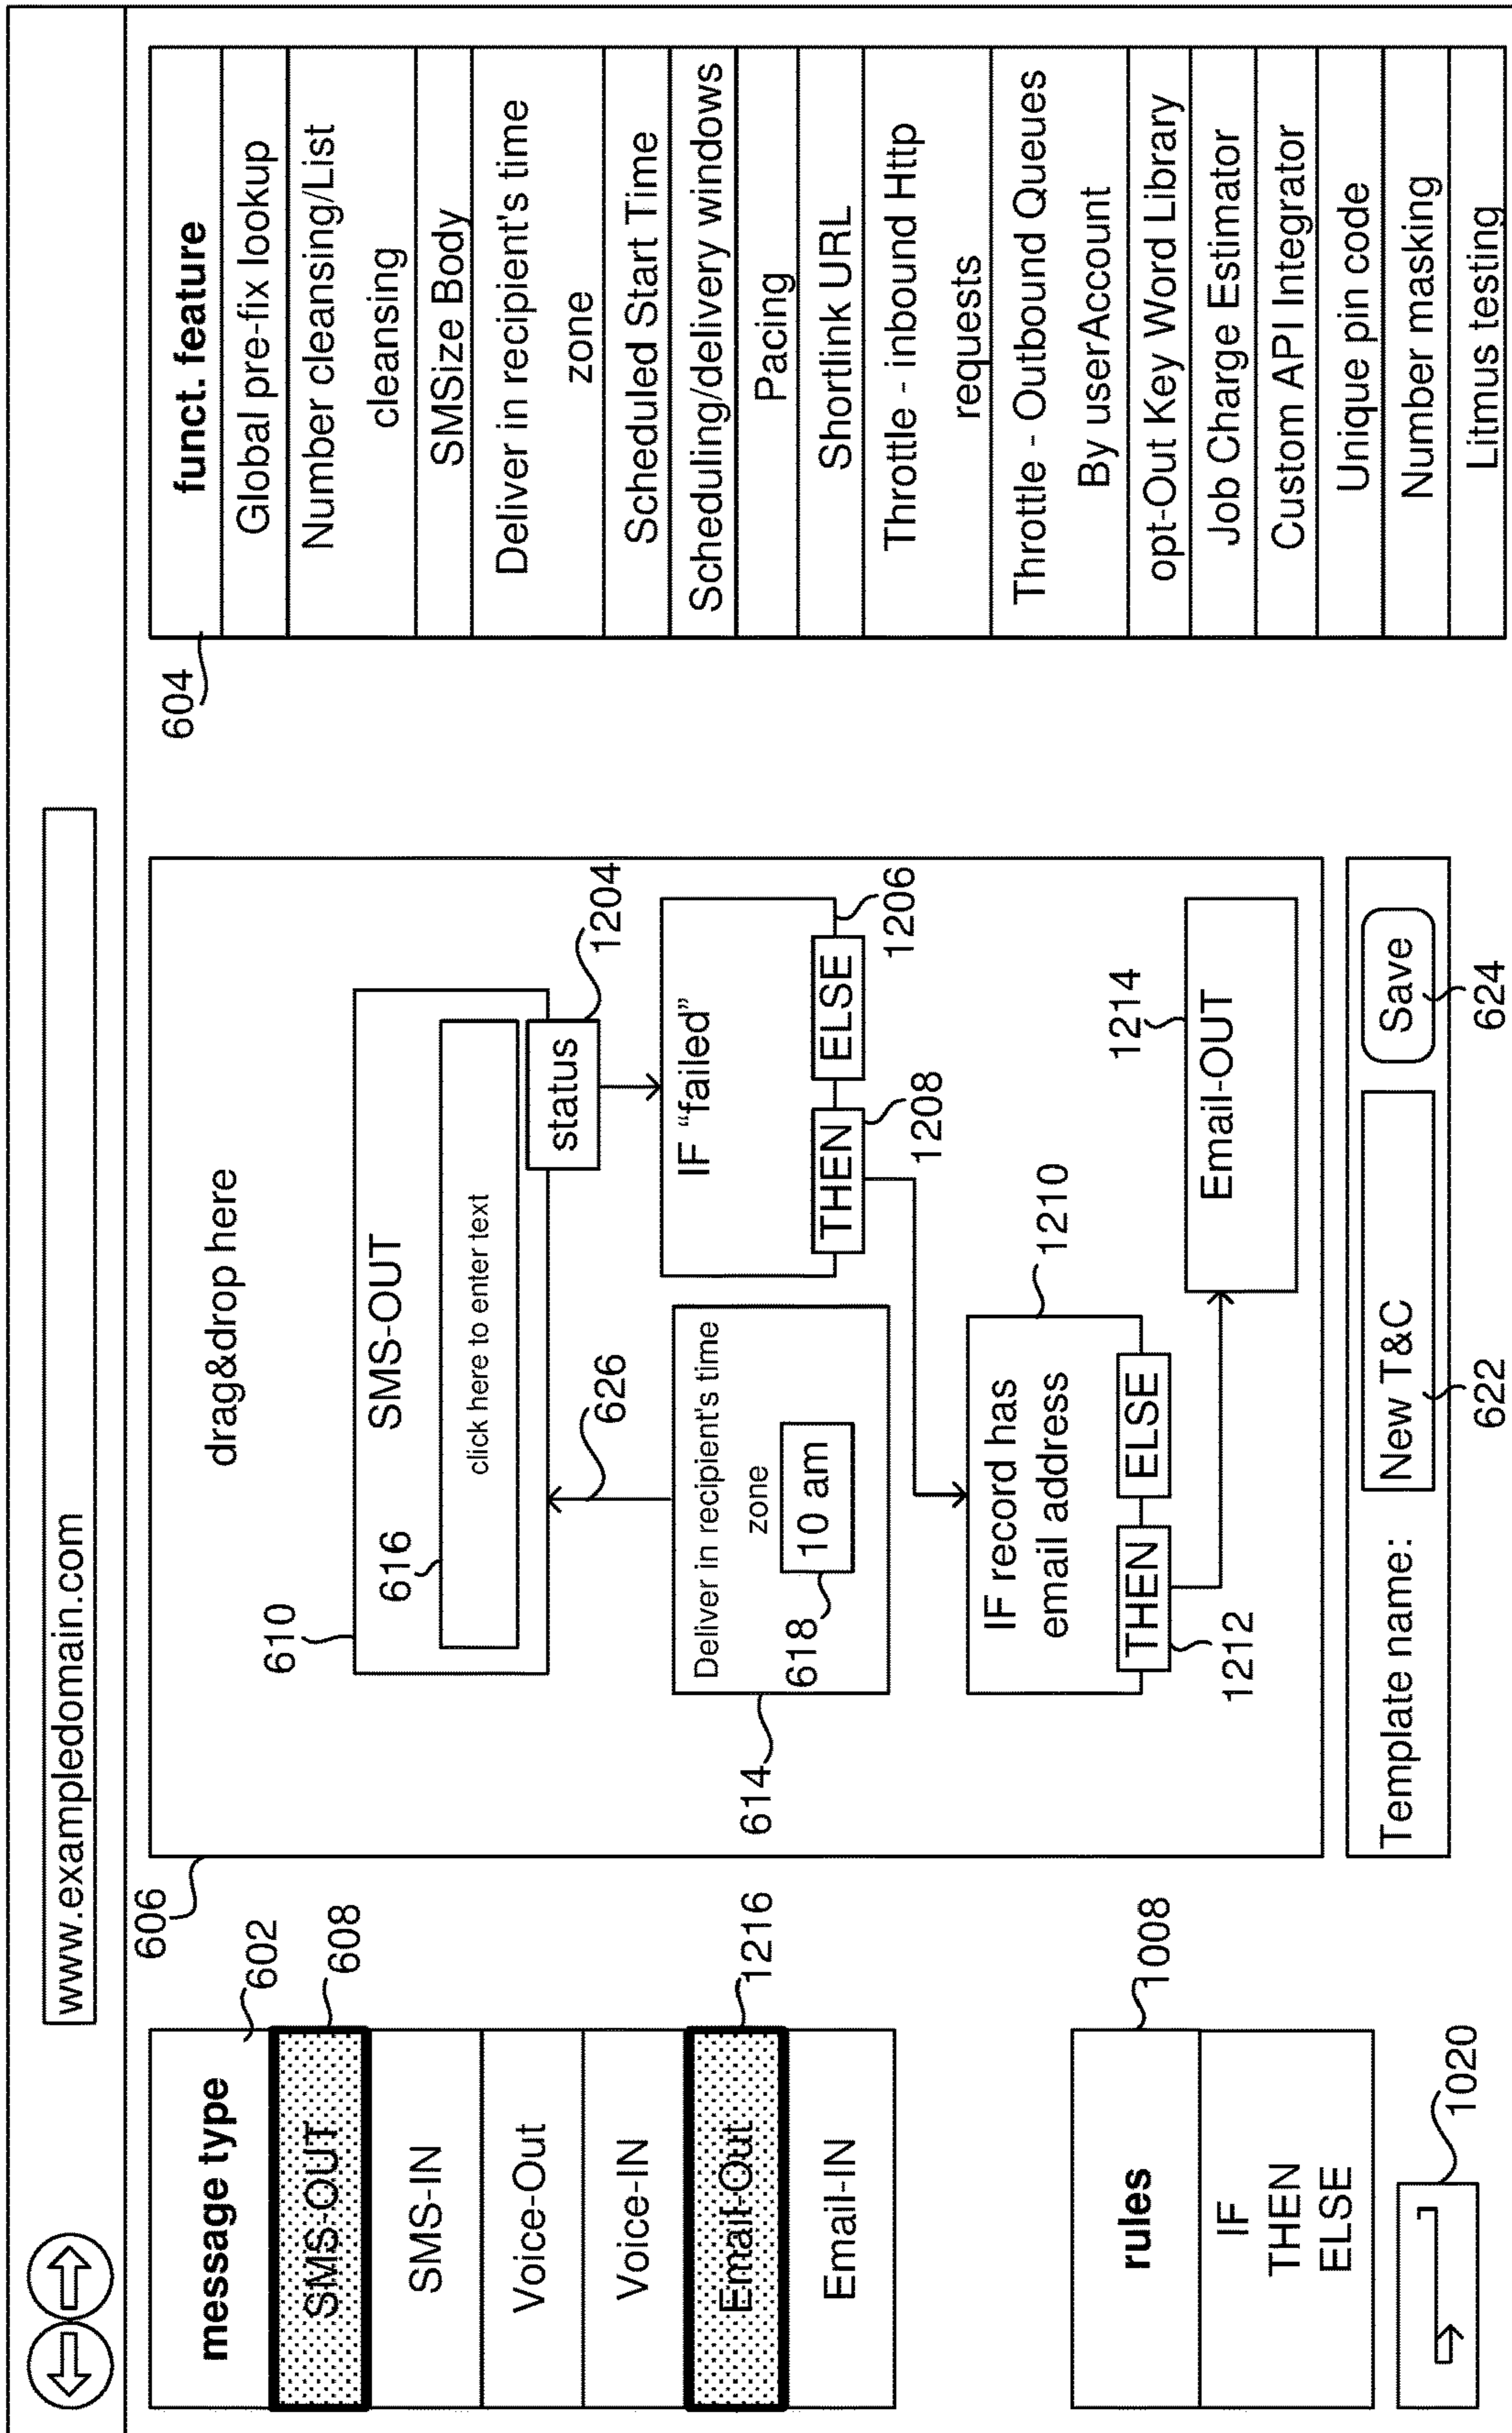 www.exampledomain.com
message type
602
SMS-OUT
608
SMS-IN
Voice-Out
Voice-IN
Email-Out
1216
Email-IN
rules
1008
IF
THEN
ELSE
1020
606
drag&drop here
610
SMS-OUT
616
click here to enter text
status
1204
626
614
Deliver in recipient's time
zone
618
10 am
IF “failed”
THEN
ELSE
1206
1208
IF record has
email address
1210
THEN
ELSE
1212
1214
Email-OUT
Template name:
New T&C
Save
622
624
604
funct. feature
Global pre-fix lookup
Number cleansing/List
cleansing
SMSize Body
Deliver in recipient's time
zone
Scheduled Start Time
Scheduling/delivery windows
Pacing
Shortlink URL
Throttle - inbound Http
requests
Throttle - Outbound Queues
By userAccount
opt-Out Key Word Library
Job Charge Estimator
Custom API Integrator
Unique pin code
Number masking
Litmus testing